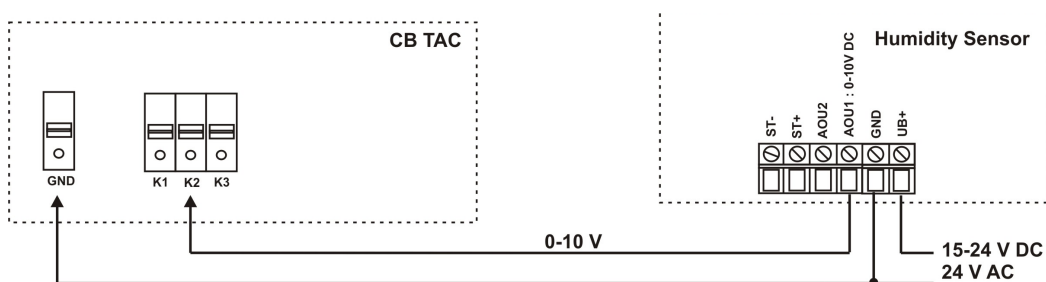 CB TAC
GND
K1 K2 K3
Humidity Sensor
ST-
ST+
AOU2
AOU1 : 0-10V DC
GND
UB+
0-10 V
15-24 V DC
24 V AC